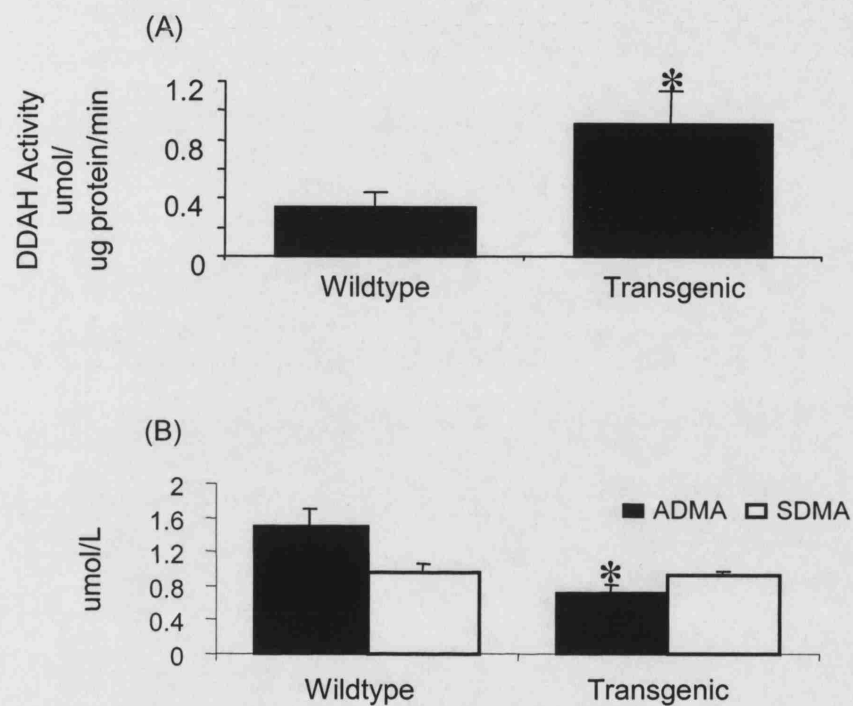 (A)
DDAH Activity
umol/
ug protein/min
1.2
0.8
0.4
0
*
Wildtype Transgenic
(B)
umol/L
2
1.6
1.2
0.8
0.4
0
ADMA SDMA
*
Wildtype Transgenic